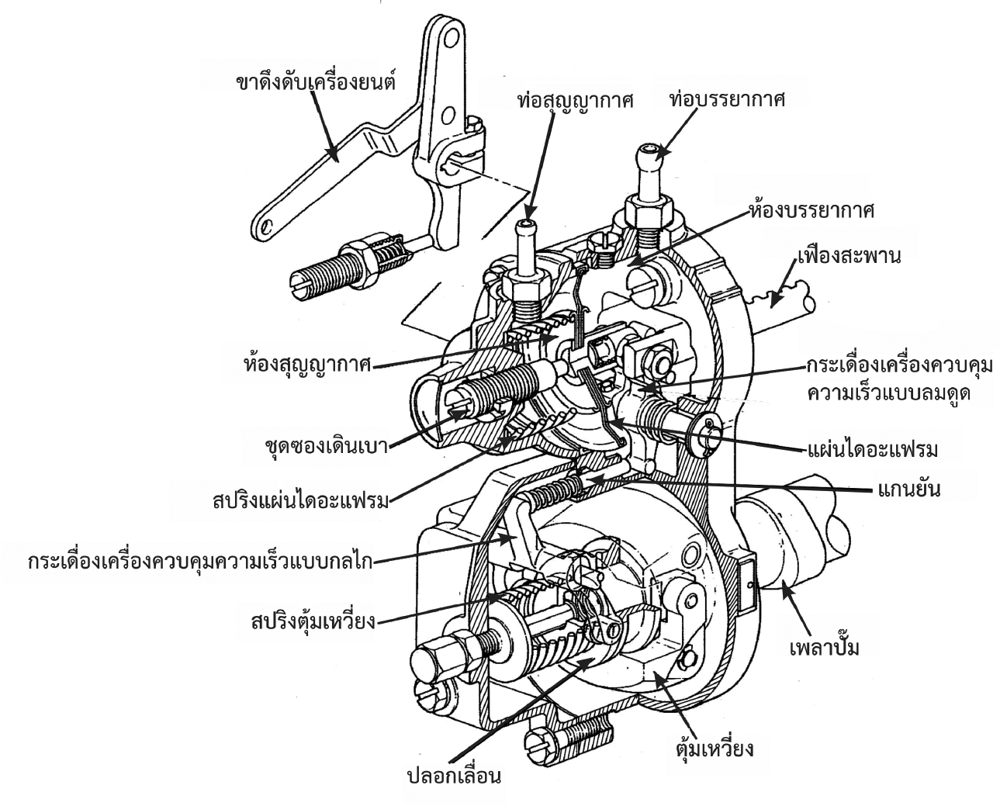 ขาดึงดับเครื่องยนต์
ท่อสุญญากาศ
ท่อบรรยากาศ
ห้องบรรยากาศ
เฟืองสะพาน
ห้องสุญญากาศ
กระเดื่องเครื่องควบคุม
ความเร็วแบบลมดูด
ชุดซองเดินเบา
แผ่นไดอะแฟรม
แกนยัน
สปริงแผ่นไดอะแฟรม
กระเดื่องเครื่องควบคุมความเร็วแบบกลไก
สปริงตุ้มเหวี่ยง
เพลาปั๊ม
ตุ้มเหวี่ยง
ปลอกเลื่อน